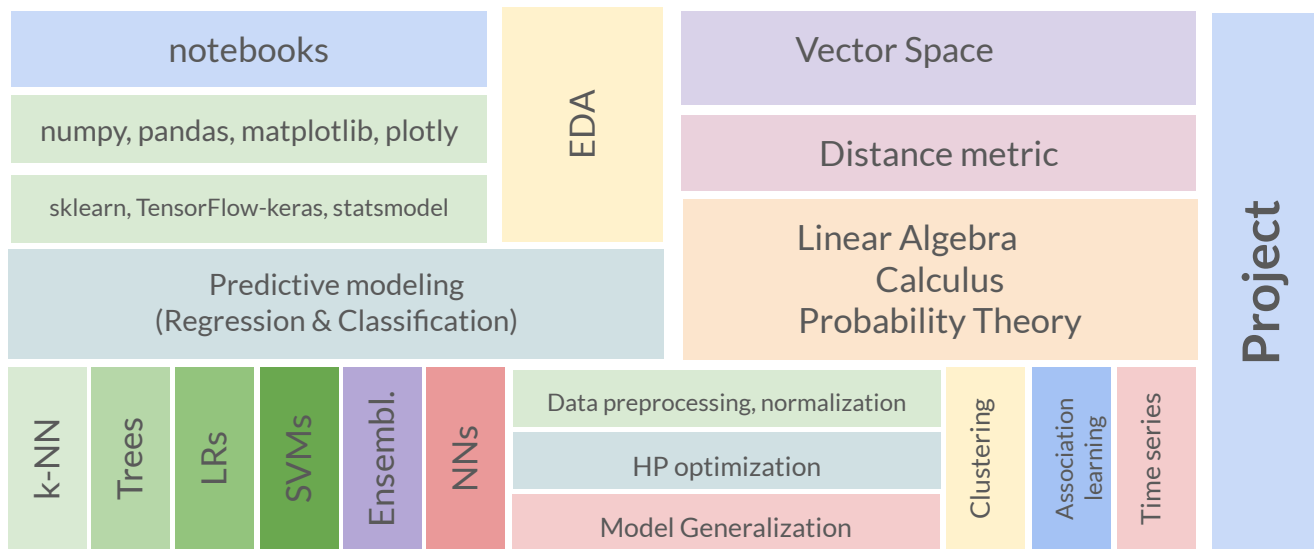 notebooks
numpy, pandas, matplotlib, plotly
sklearn, TensorFlow-keras, statsmodel
EDA
Predictive modeling
(Regression & Classification)
Vector Space
Distance metric
Linear Algebra
Calculus
Probability Theory
k-NN
Trees
LRs
SVMs
Ensembl.
NNs
Data preprocessing, normalization
HP optimization
Model Generalization
Clustering
Association
learning
Time series
Project